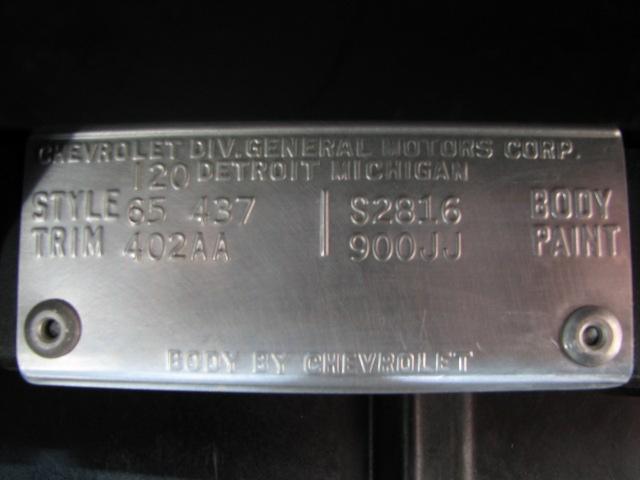 CHEVROLET DIV. GENERAL MOTORS CORP.
120 DETROIT MICHIGAN
STYLE 65 437 | S2816 BODY
TRIM 402AA 900JJ PAINT
BODY BY CHEVROLET